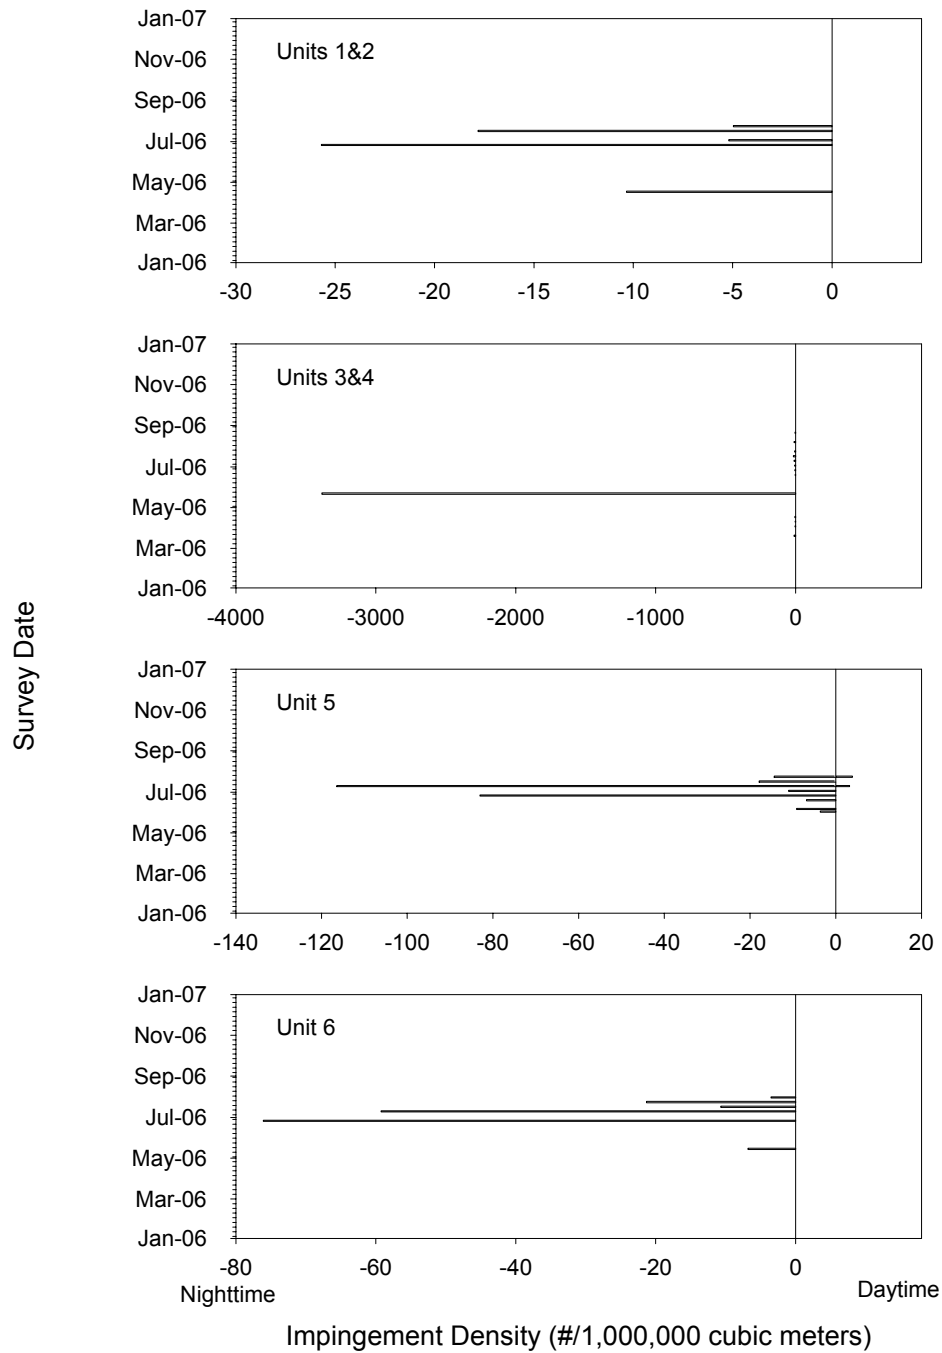 Survey Date
Units 1&2
Jan-07
Nov-06
Sep-06
Jul-06
May-06
Mar-06
Jan-06
-30 -25 -20 -15 -10 -5 0
Units 3&4
Jan-07
Nov-06
Sep-06
Jul-06
May-06
Mar-06
Jan-06
-4000 -3000 -2000 -1000 0
Unit 5
Jan-07
Nov-06
Sep-06
Jul-06
May-06
Mar-06
Jan-06
-140 -120 -100 -80 -60 -40 -20 0 20
Unit 6
Jan-07
Nov-06
Sep-06
Jul-06
May-06
Mar-06
Jan-06
-80 -60 -40 -20 0
Nighttime Daytime
Impingement Density (#/1,000,000 cubic meters)